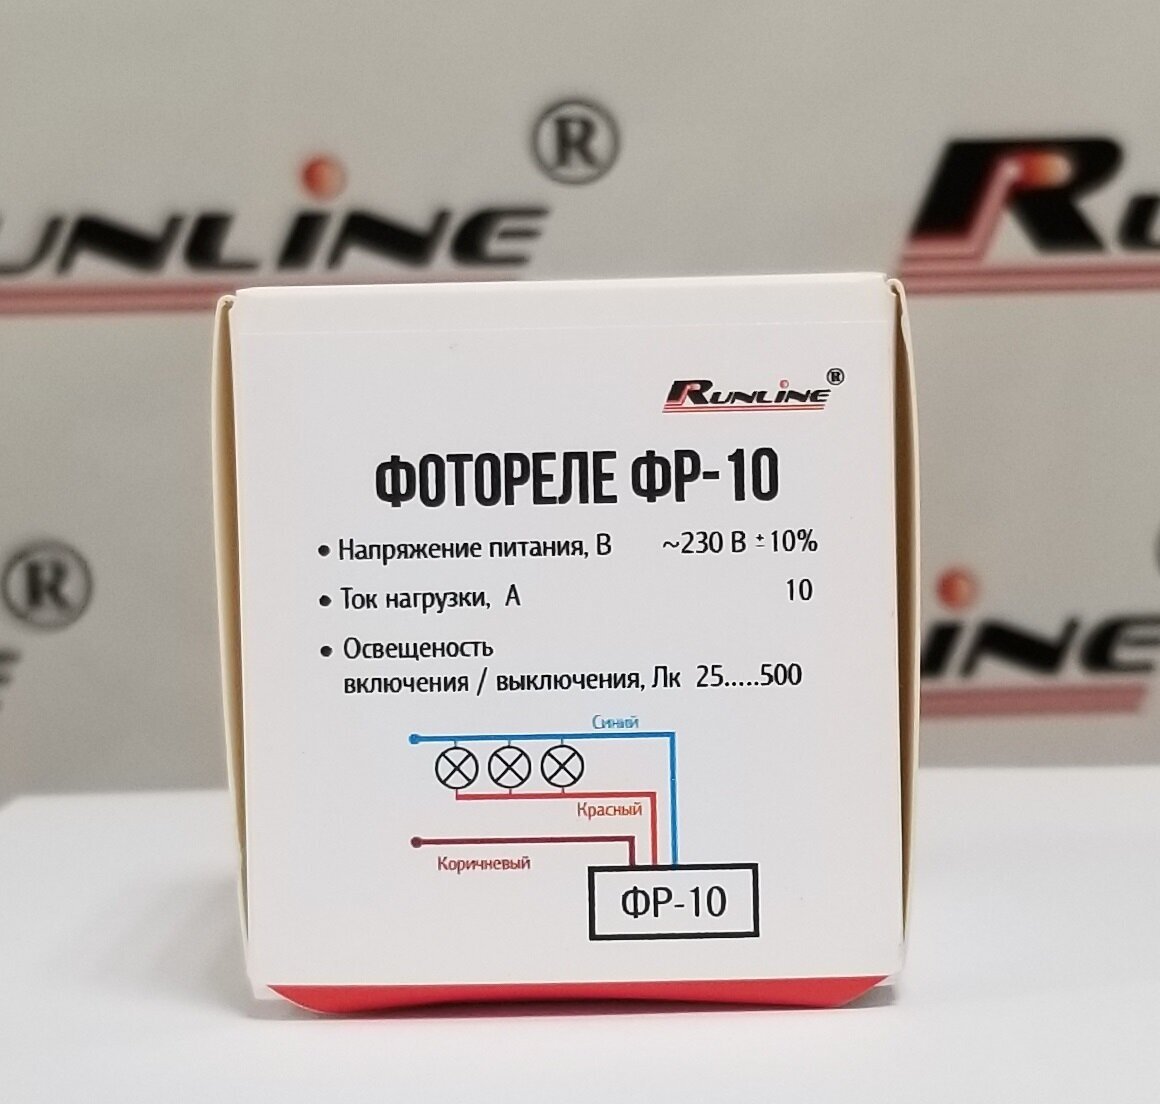 RUNLINE®
RUNLINE®
ФОТОРЕЛЕ ФР-10
• Напряжение питания, В ~230 В ±10%
• Ток нагрузки, А 10
• Освещеность
включения / выключения, Лк 25.....500
Синий
Красный
Коричневый
ФР-10